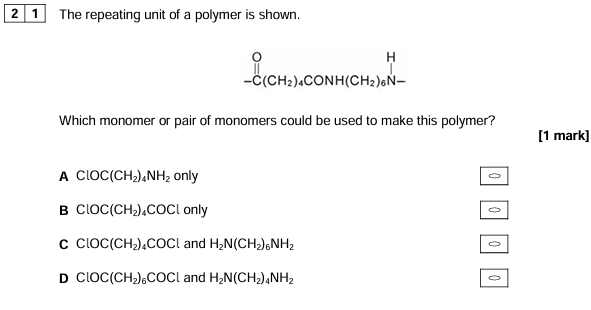 2 1 The repeating unit of a polymer is shown.
O H
–C(CH₂)₄CONH(CH₂)₆N–
Which monomer or pair of monomers could be used to make this polymer?
[1 mark]
A ClOC(CH₂)₄NH₂ only
B ClOC(CH₂)₄COCl only
C ClOC(CH₂)₄COCl and H₂N(CH₂)₆NH₂
D ClOC(CH₂)₆COCl and H₂N(CH₂)₄NH₂